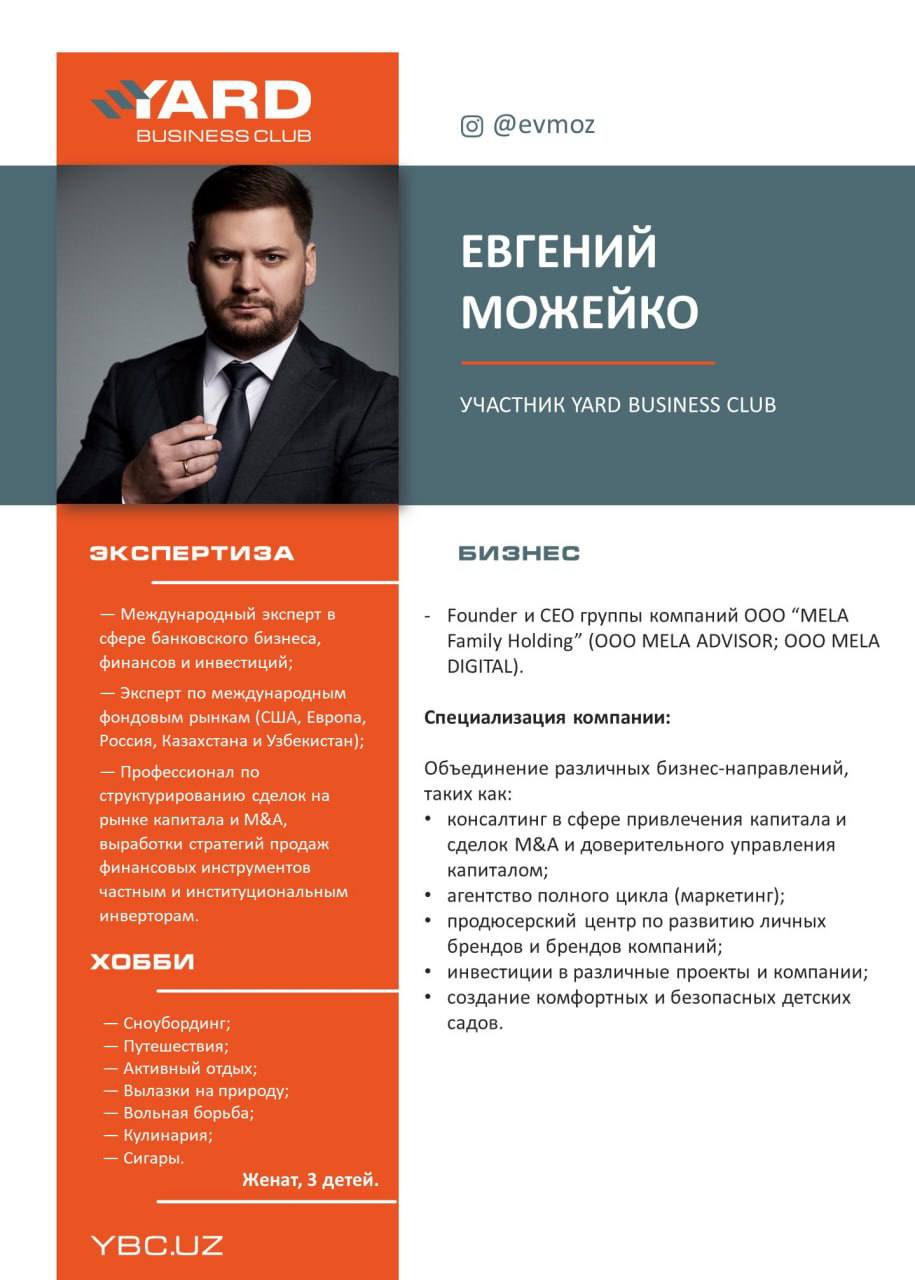 YARD
BUSINESS CLUB
@evmoz
ЕВГЕНИЙ
МОЖЕЙКО
УЧАСТНИК YARD BUSINESS CLUB
ЭКСПЕРТИЗА
— Международный эксперт в
сфере банковского бизнеса,
финансов и инвестиций;
— Эксперт по международным
фондовым рынкам (США, Европа,
Россия, Казахстана и Узбекистан);
— Профессионал по
структурированию сделок на
рынке капитала и M&A,
выработки стратегий продаж
финансовых инструментов
частным и институциональным
инверторам.
ХОББИ
— Сноубординг;
— Путешествия;
— Активный отдых;
— Вылазки на природу;
— Вольная борьба;
— Кулинария;
— Сигары.
Женат, 3 детей.
YBC.UZ
БИЗНЕС
- Founder и CEO группы компаний ООО “MELA
Family Holding” (ООО MELA ADVISOR; ООО MELA
DIGITAL).
Специализация компании:
Объединение различных бизнес-направлений,
таких как:
• консалтинг в сфере привлечения капитала и
сделок M&A и доверительного управления
капиталом;
• агентство полного цикла (маркетинг);
• продюсерский центр по развитию личных
брендов и брендов компаний;
• инвестиции в различные проекты и компании;
• создание комфортных и безопасных детских
садов.